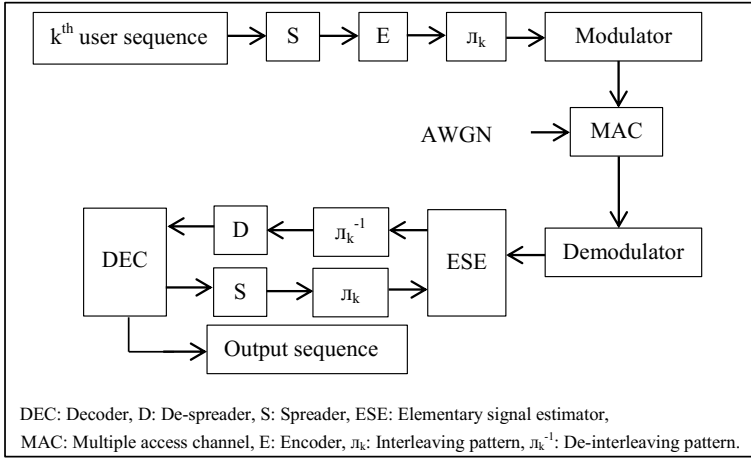 kᵗʰ user sequence
S
E
лₖ
Modulator
AWGN
MAC
DEC
D
лₖ⁻¹
ESE
Demodulator
S
лₖ
Output sequence
DEC: Decoder, D: De-spreader, S: Spreader, ESE: Elementary signal estimator,
MAC: Multiple access channel, E: Encoder, лₖ: Interleaving pattern, лₖ⁻¹: De-interleaving pattern.